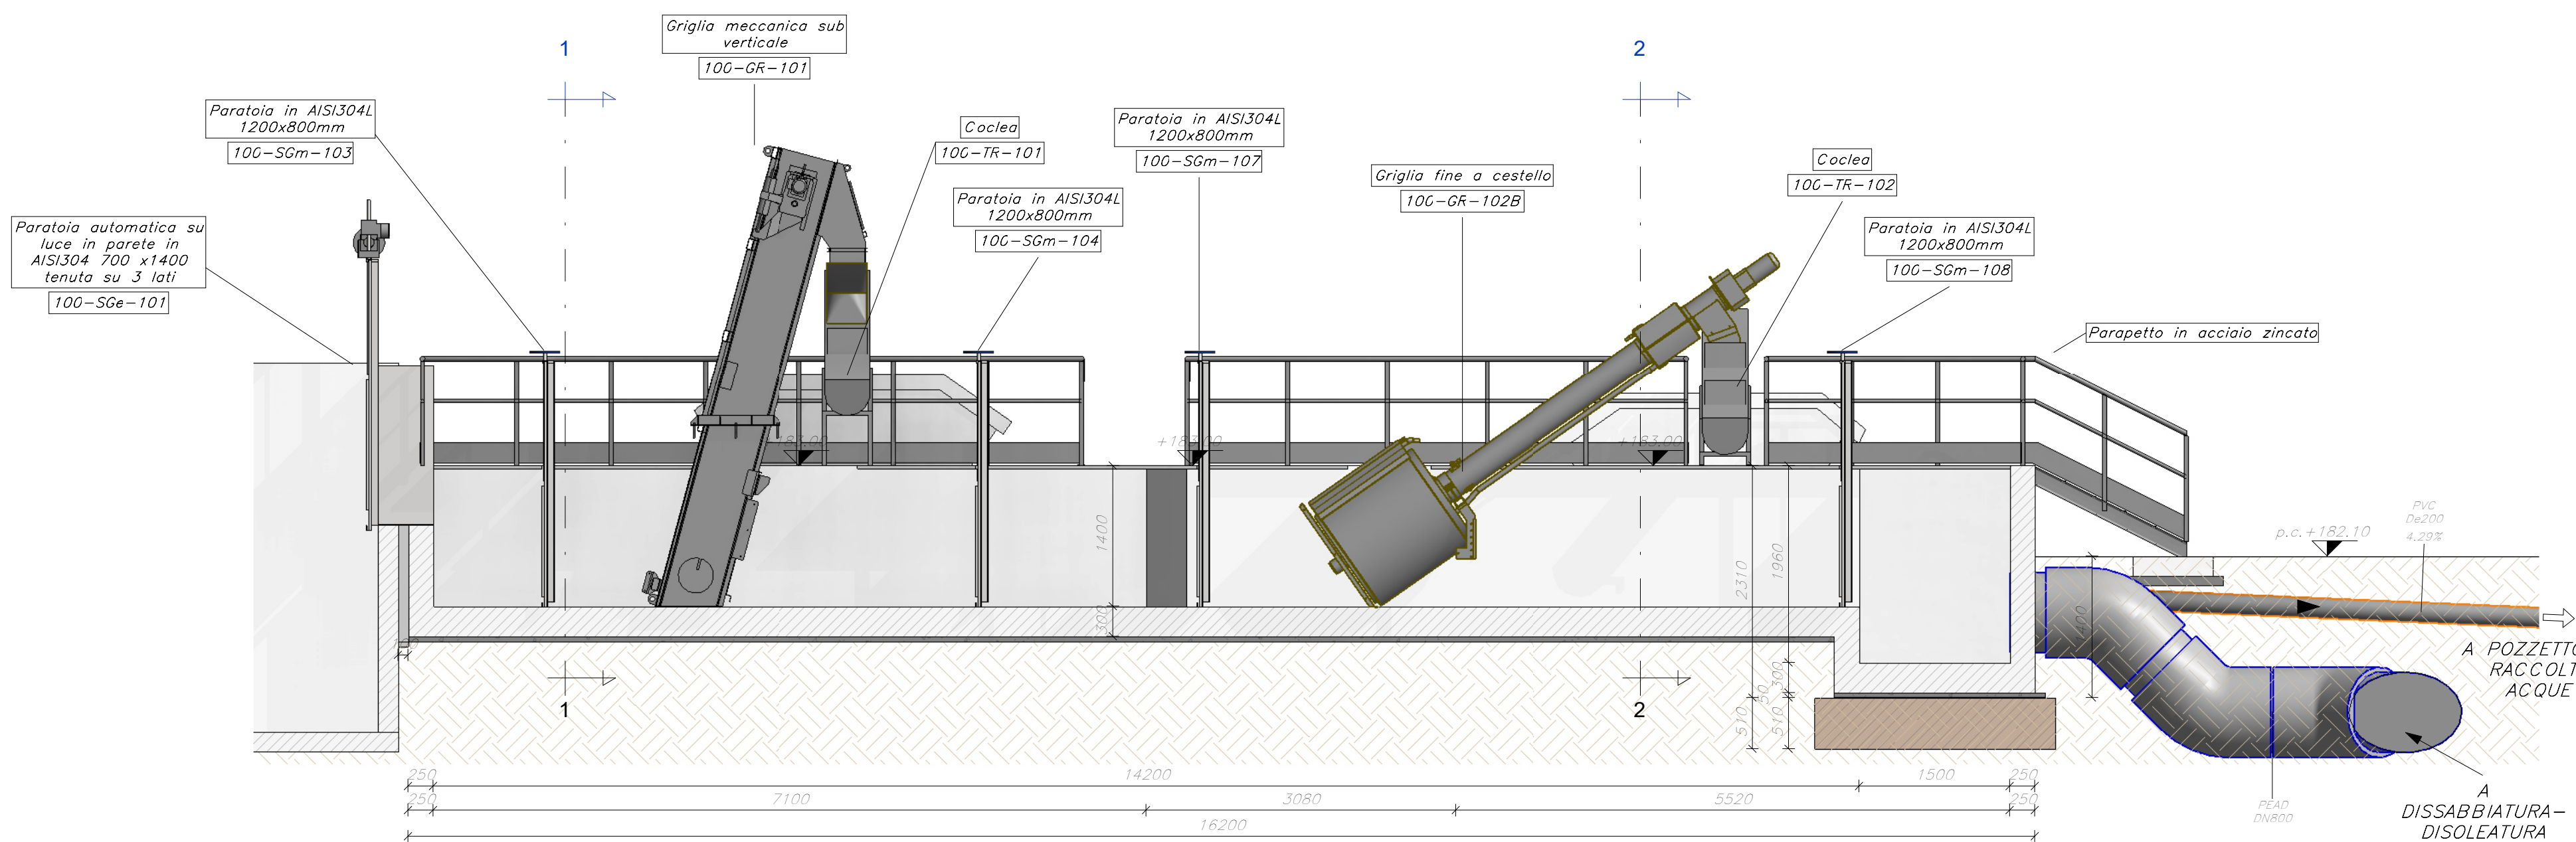 1
2
Griglia meccanica sub
verticale
100-GR-101
Paratoia in AISI304L
1200x800mm
100-SGm-103
Coclea
100-TR-101
Paratoia in AISI304L
1200x800mm
100-SGm-107
Griglia fine a cestello
100-GR-102B
Coclea
100-TR-102
Paratoia in AISI304L
1200x800mm
100-SGm-104
Paratoia automatica su
luce in parete in
AISI304 700 x1400
tenuta su 3 lati
100-SGe-101
Paratoia in AISI304L
1200x800mm
100-SGm-108
Parapetto in acciaio zincato
+183.00
+183.00
+183.00
p.c.+182.10
PVC
De200
4.29%
1400
300
2310
1960
50
300
510
510
1400
A POZZETTO
RACCOLT
ACQUE
1
2
250
14200
1500
250
250
7100
3080
5520
250
16200
PEAD
DN800
A
DISSABBIATURA-
DISOLEATURA